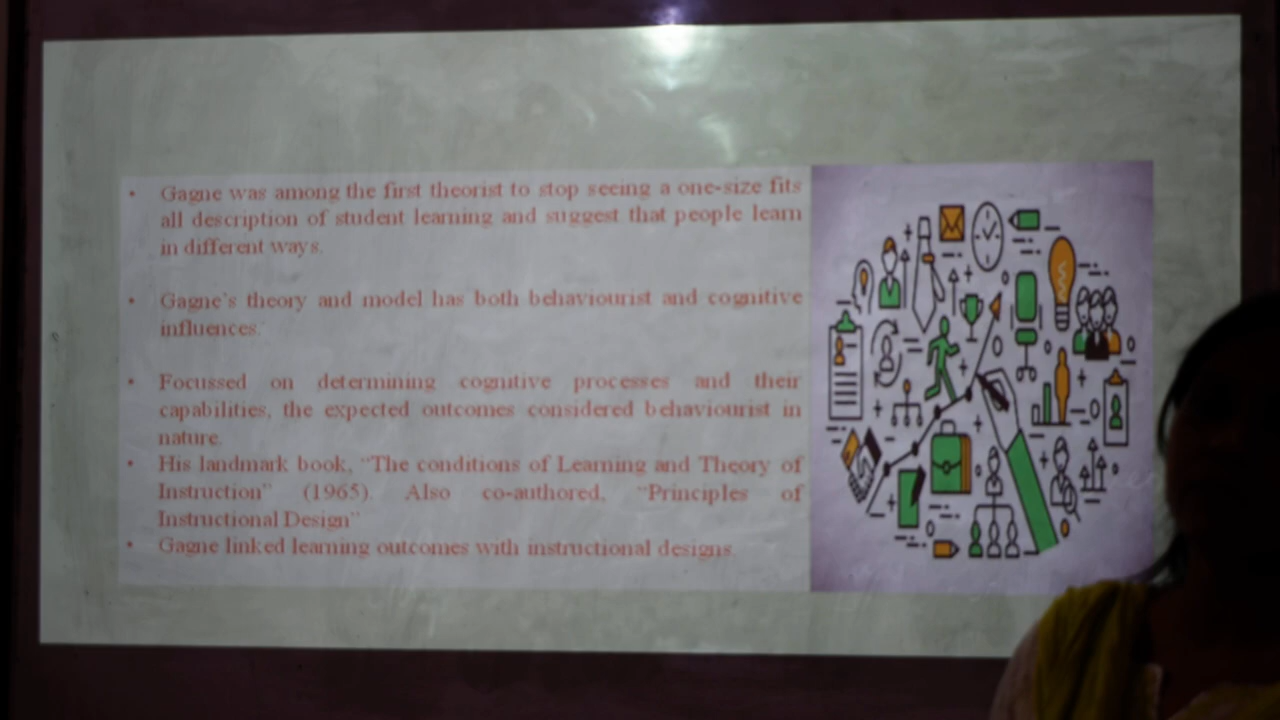 • Gagne was among the first theorist to stop seeing a one-size fits
all description of student learning and suggest that people learn
in different ways.
• Gagne's theory and model has both behaviourist and cognitive
influences.
• Focussed on determining cognitive processes and their
capabilities, the expected outcomes considered behaviourist in
nature.
• His landmark book, "The conditions of Learning and Theory of
Instruction" (1965). Also co-authored, "Principles of
Instructional Design"
• Gagne linked learning outcomes with instructional designs.